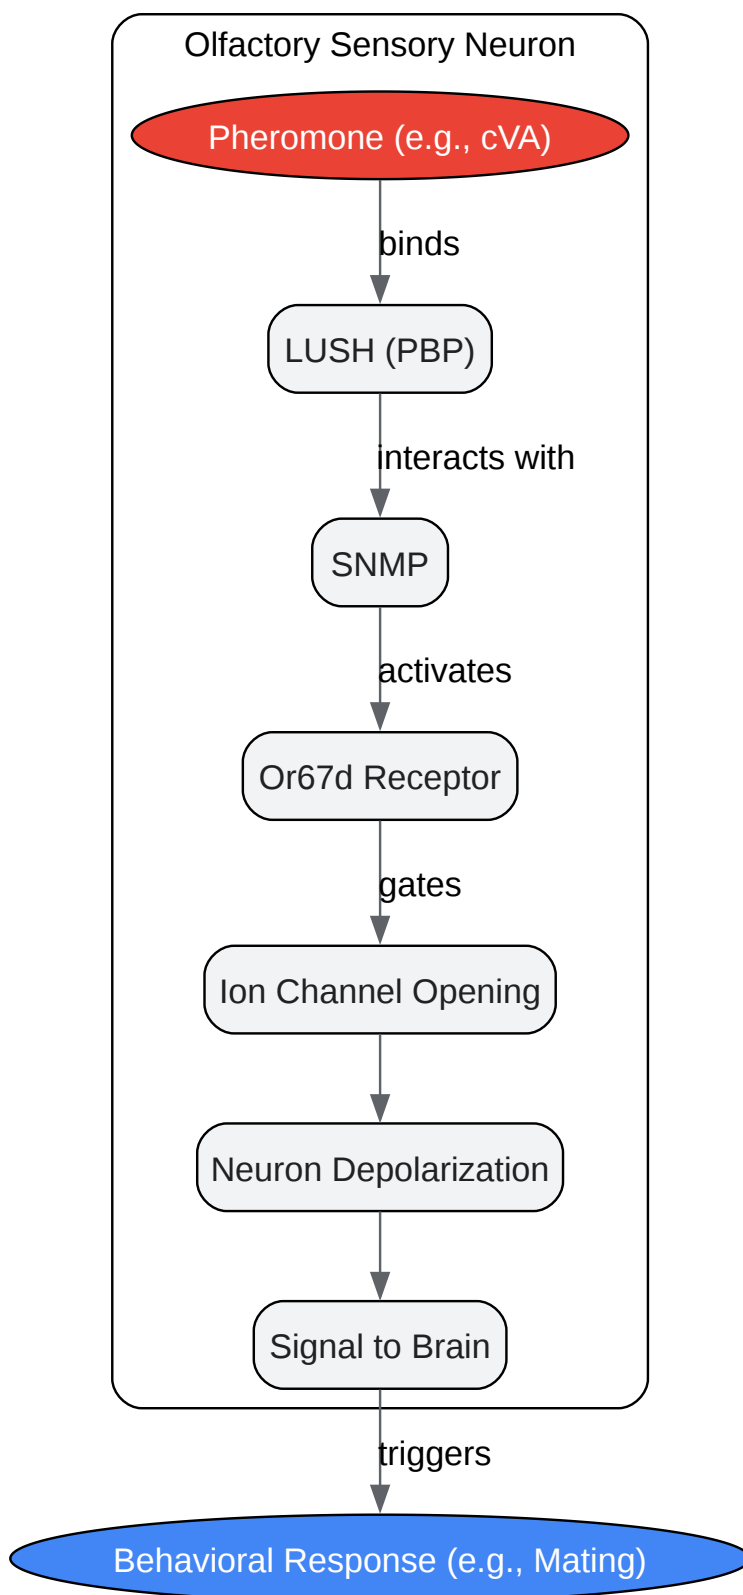 Olfactory Sensory Neuron
Pheromone (e.g., cVA)
binds
LUSH (PBP)
interacts with
SNMP
activates
Or67d Receptor
gates
Ion Channel Opening
Neuron Depolarization
Signal to Brain
triggers
Behavioral Response (e.g., Mating)